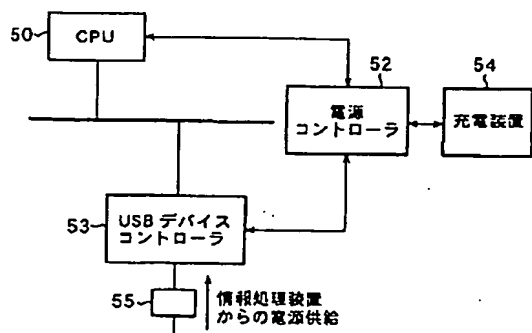 50
CPU
52
電源
コントローラ
54
充電装置
53
USB デバイス
コントローラ
55
情報処理装置
からの電源供給